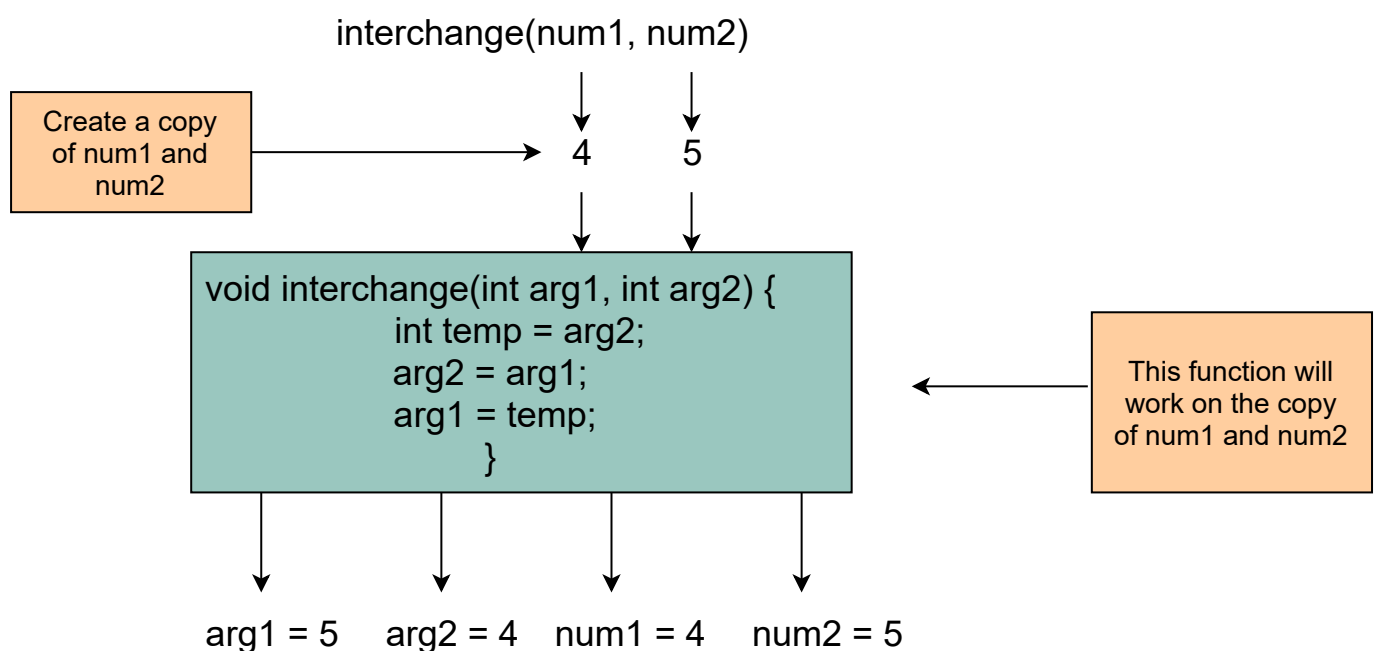 interchange(num1, num2)
Create a copy
of num1 and
num2
4 5
void interchange(int arg1, int arg2) {
int temp = arg2;
arg2 = arg1;
arg1 = temp;
}
This function will
work on the copy
of num1 and num2
arg1 = 5 arg2 = 4 num1 = 4 num2 = 5